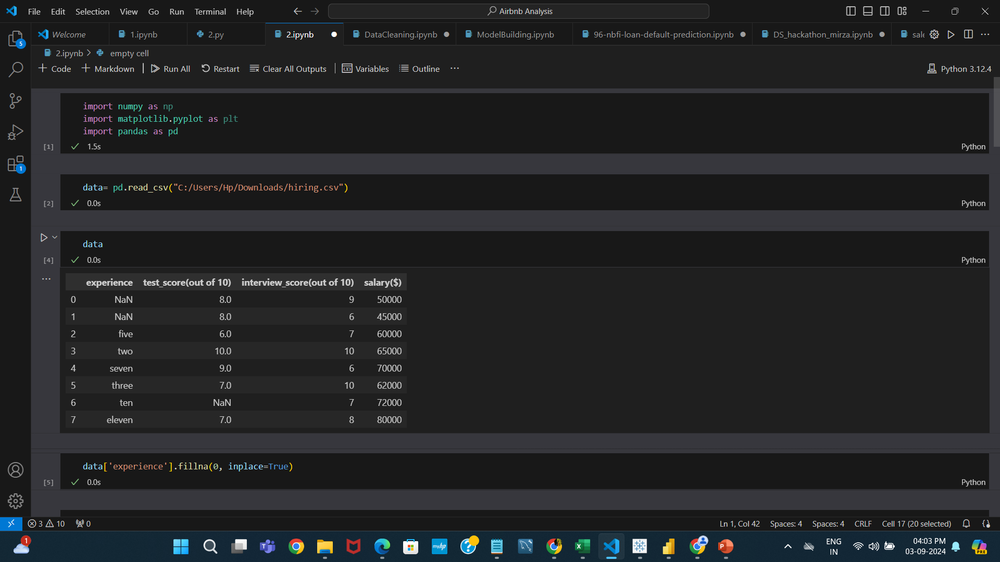 File Edit Selection View Go Run Terminal Help Airbnb Analysis
Welcome 1.ipynb 2.py 2.ipynb DataCleaning.ipynb ModelBuilding.ipynb 96-nbfi-loan-default-prediction.ipynb DS_hackathon_mirza.ipynb sale
2.ipynb > empty cell
+ Code + Markdown | Run All Restart Clear All Outputs | Variables Outline ... Python 3.12.4
import numpy as np
import matplotlib.pyplot as plt
import pandas as pd
[1] 1.5s Python
data= pd.read_csv("C:/Users/Hp/Downloads/hiring.csv")
[2] 0.0s Python
data
[4] 0.0s Python
experience test_score(out of 10) interview_score(out of 10) salary($)
0 NaN 8.0 9 50000
1 NaN 8.0 6 45000
2 five 6.0 7 60000
3 two 10.0 10 65000
4 seven 9.0 6 70000
5 three 7.0 10 62000
6 ten NaN 7 72000
7 eleven 7.0 8 80000
data['experience'].fillna(0, inplace=True)
[5] 0.0s Python
5
1
3 10 0 Ln 1, Col 42 Spaces: 4 Spaces: 4 CRLF Cell 17 (20 selected)
1 myhp ENG 04:03 PM
IN 03-09-2024 PRE